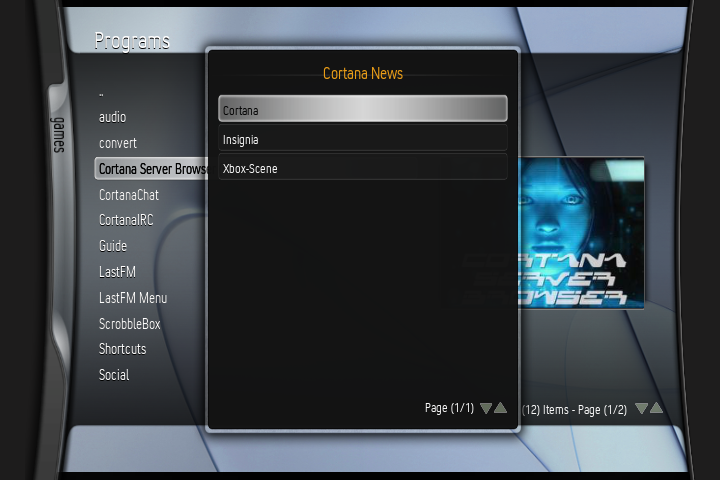 Programs
games
..
audio
convert
Cortana Server Brows
CortanaChat
CortanaIRC
Guide
LastFM
LastFM Menu
ScrobbleBox
Shortcuts
Social
Cortana News
Cortana
Insignia
Xbox-Scene
Page (1/1)
CORTANA
SERVER
BROWSER
(12) Items - Page (1/2)